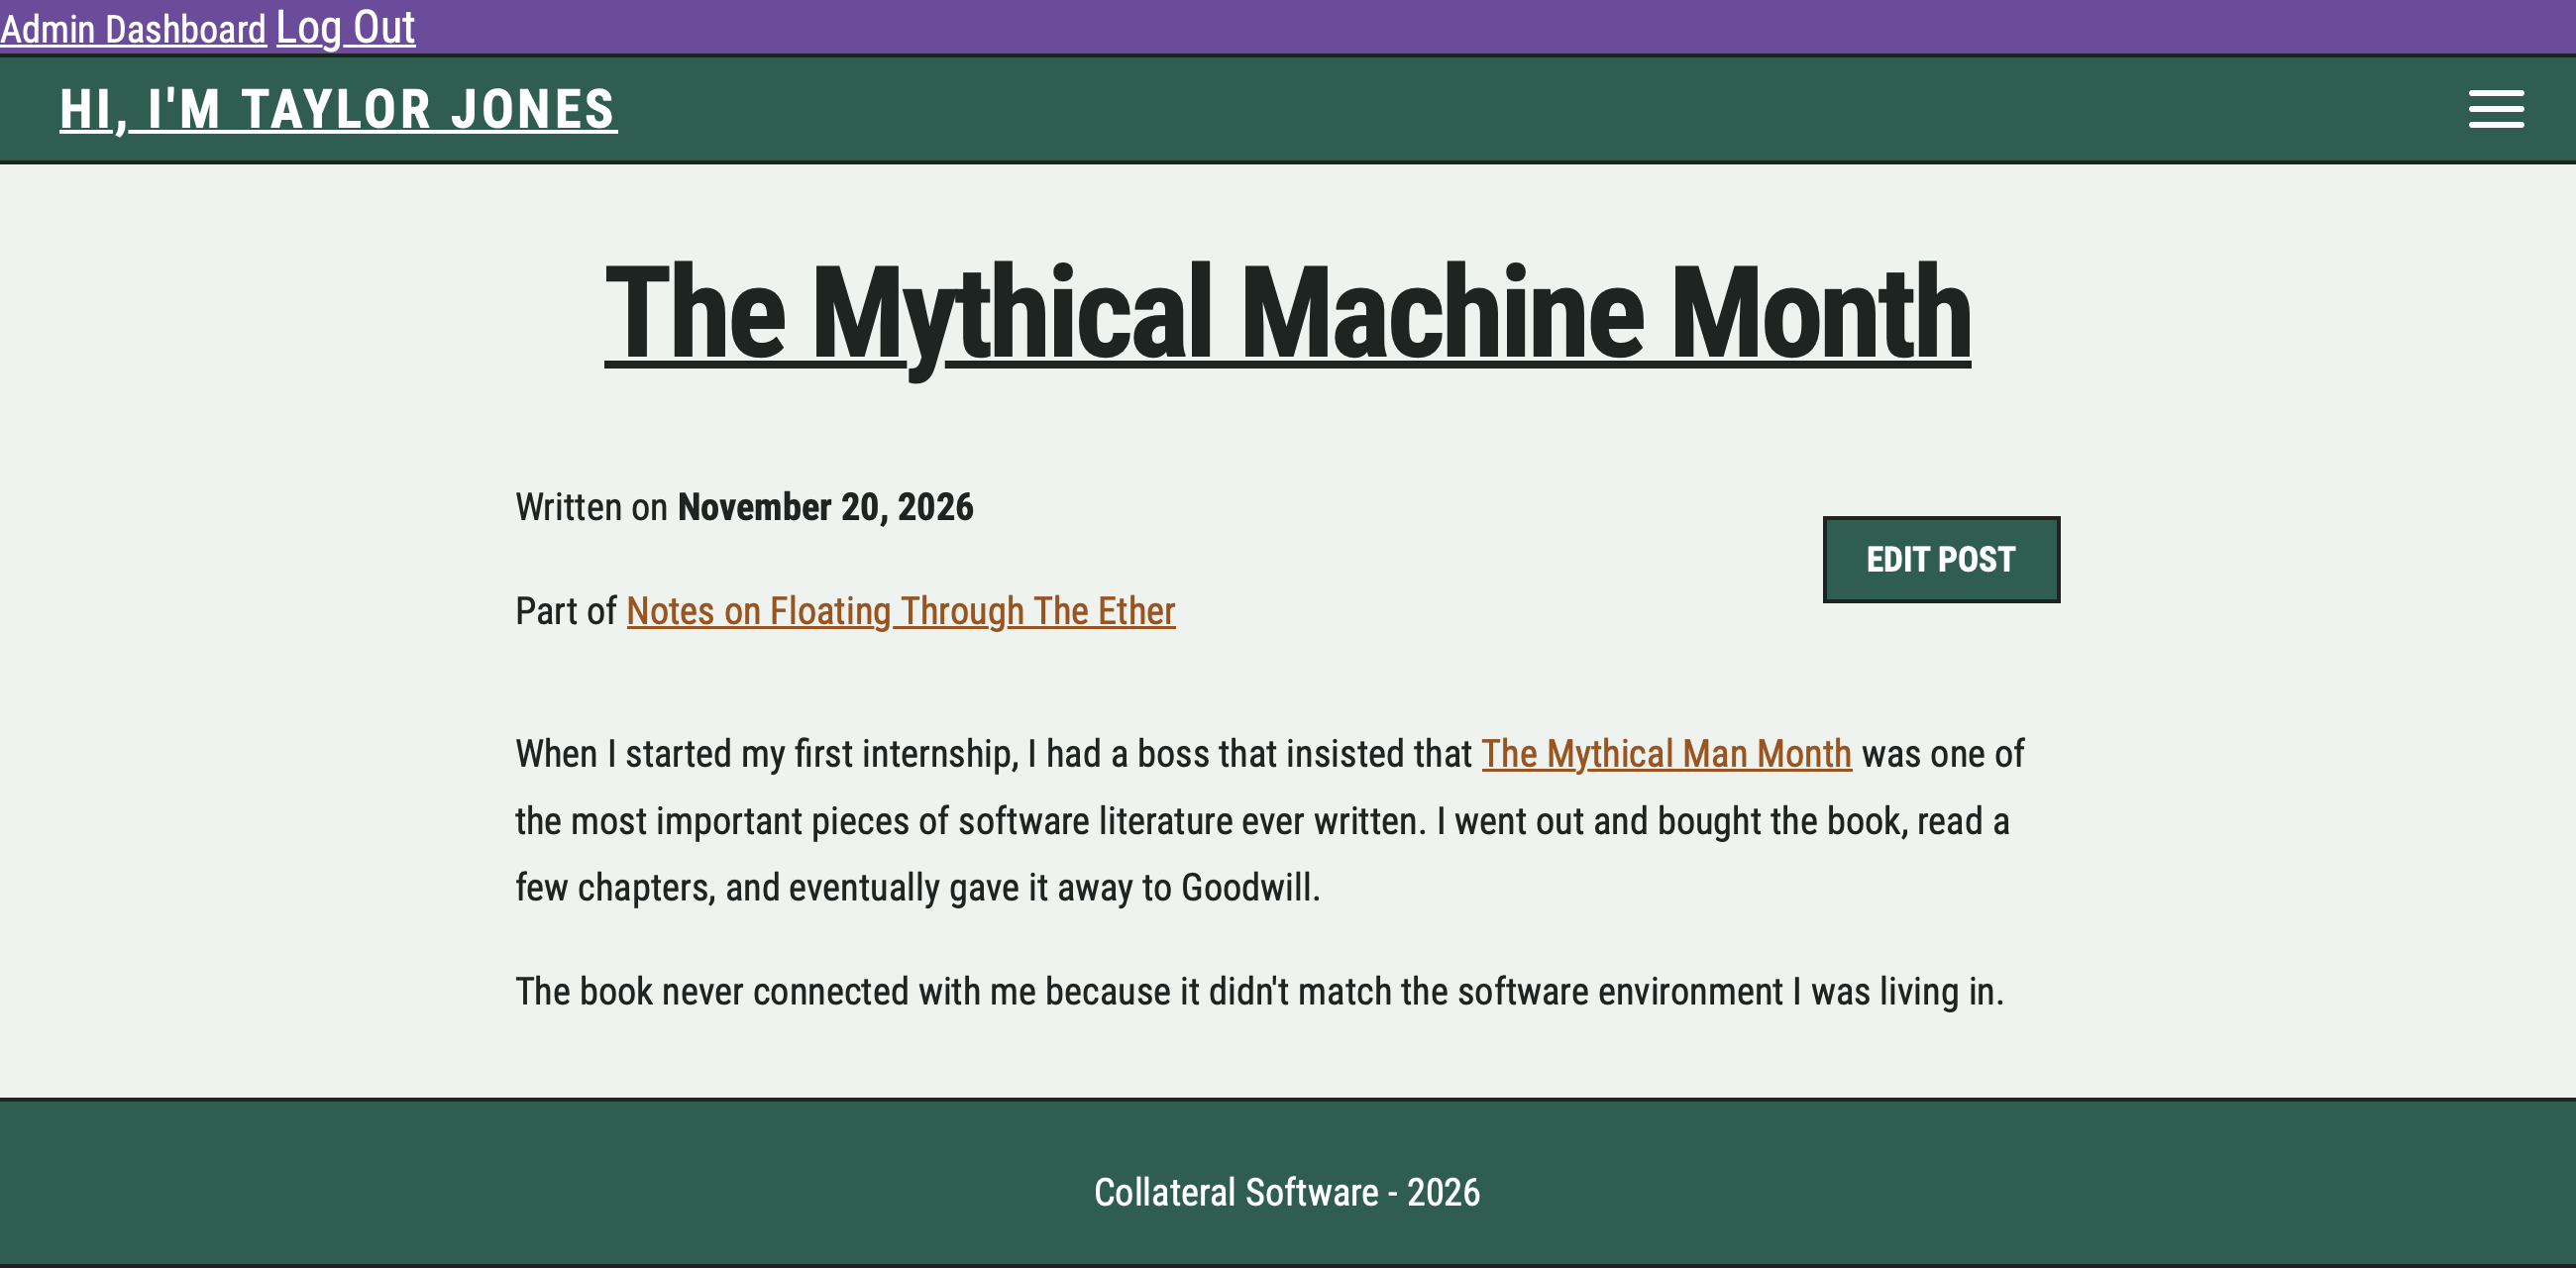 Admin Dashboard Log Out
HI, I'M TAYLOR JONES
The Mythical Machine Month
Written on November 20, 2026
EDIT POST
Part of Notes on Floating Through The Ether
When I started my first internship, I had a boss that insisted that The Mythical Man Month was one of
the most important pieces of software literature ever written. I went out and bought the book, read a
few chapters, and eventually gave it away to Goodwill.
The book never connected with me because it didn't match the software environment I was living in.
Collateral Software - 2026